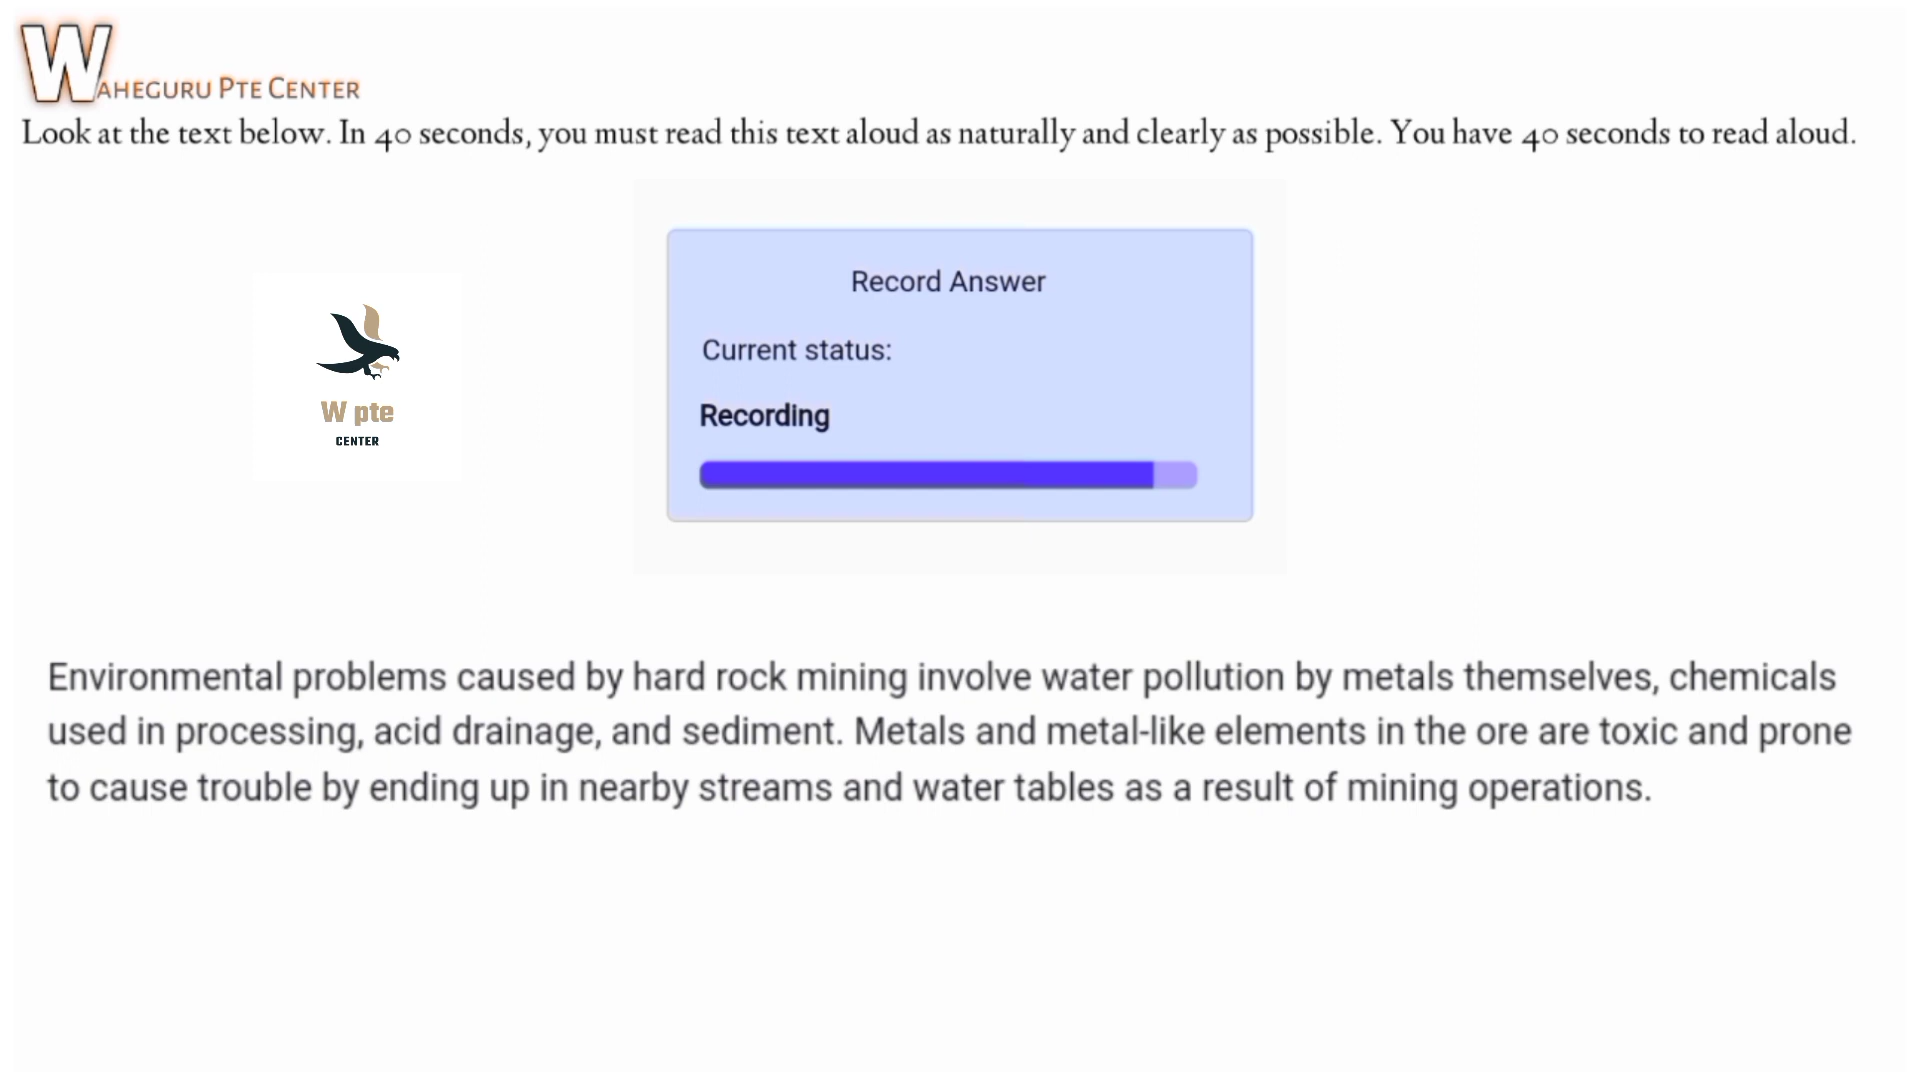 WAHEGURU PTE CENTER
Look at the text below. In 40 seconds, you must read this text aloud as naturally and clearly as possible. You have 40 seconds to read aloud.
Record Answer
Current status:
Recording
W pte
CENTER
Environmental problems caused by hard rock mining involve water pollution by metals themselves, chemicals
used in processing, acid drainage, and sediment. Metals and metal-like elements in the ore are toxic and prone
to cause trouble by ending up in nearby streams and water tables as a result of mining operations.